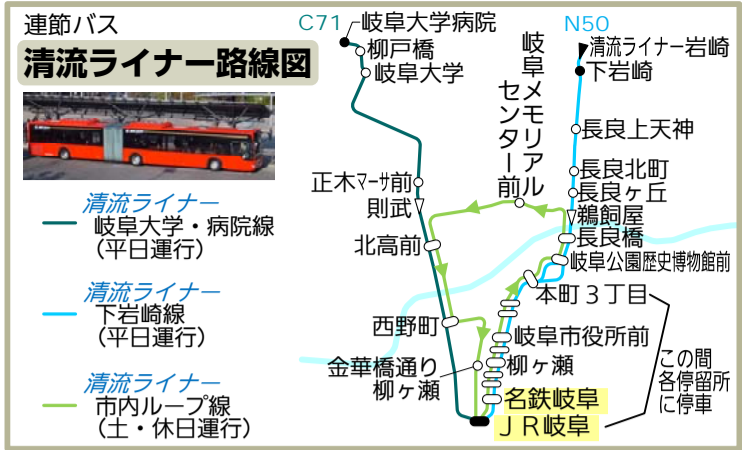 連節バス
清流ライナー路線図
清流ライナー
岐阜大学・病院線
(平日運行)
清流ライナー
下岩崎線
(平日運行)
清流ライナー
市内ループ線
(土・休日運行)
C71
岐阜大学病院
柳戸橋
岐阜大学
正木マーサ前
則武
北高前
西野町
金華橋通り
柳ヶ瀬
岐阜メモリアル
センター前
N50
清流ライナー岩崎
下岩崎
長良上天神
長良北町
長良ヶ丘
鵜飼屋
長良橋
岐阜公園歴史博物館前
本町3丁目
岐阜市役所前
柳ヶ瀬
名鉄岐阜
JR岐阜
この間
各停留所
に停車